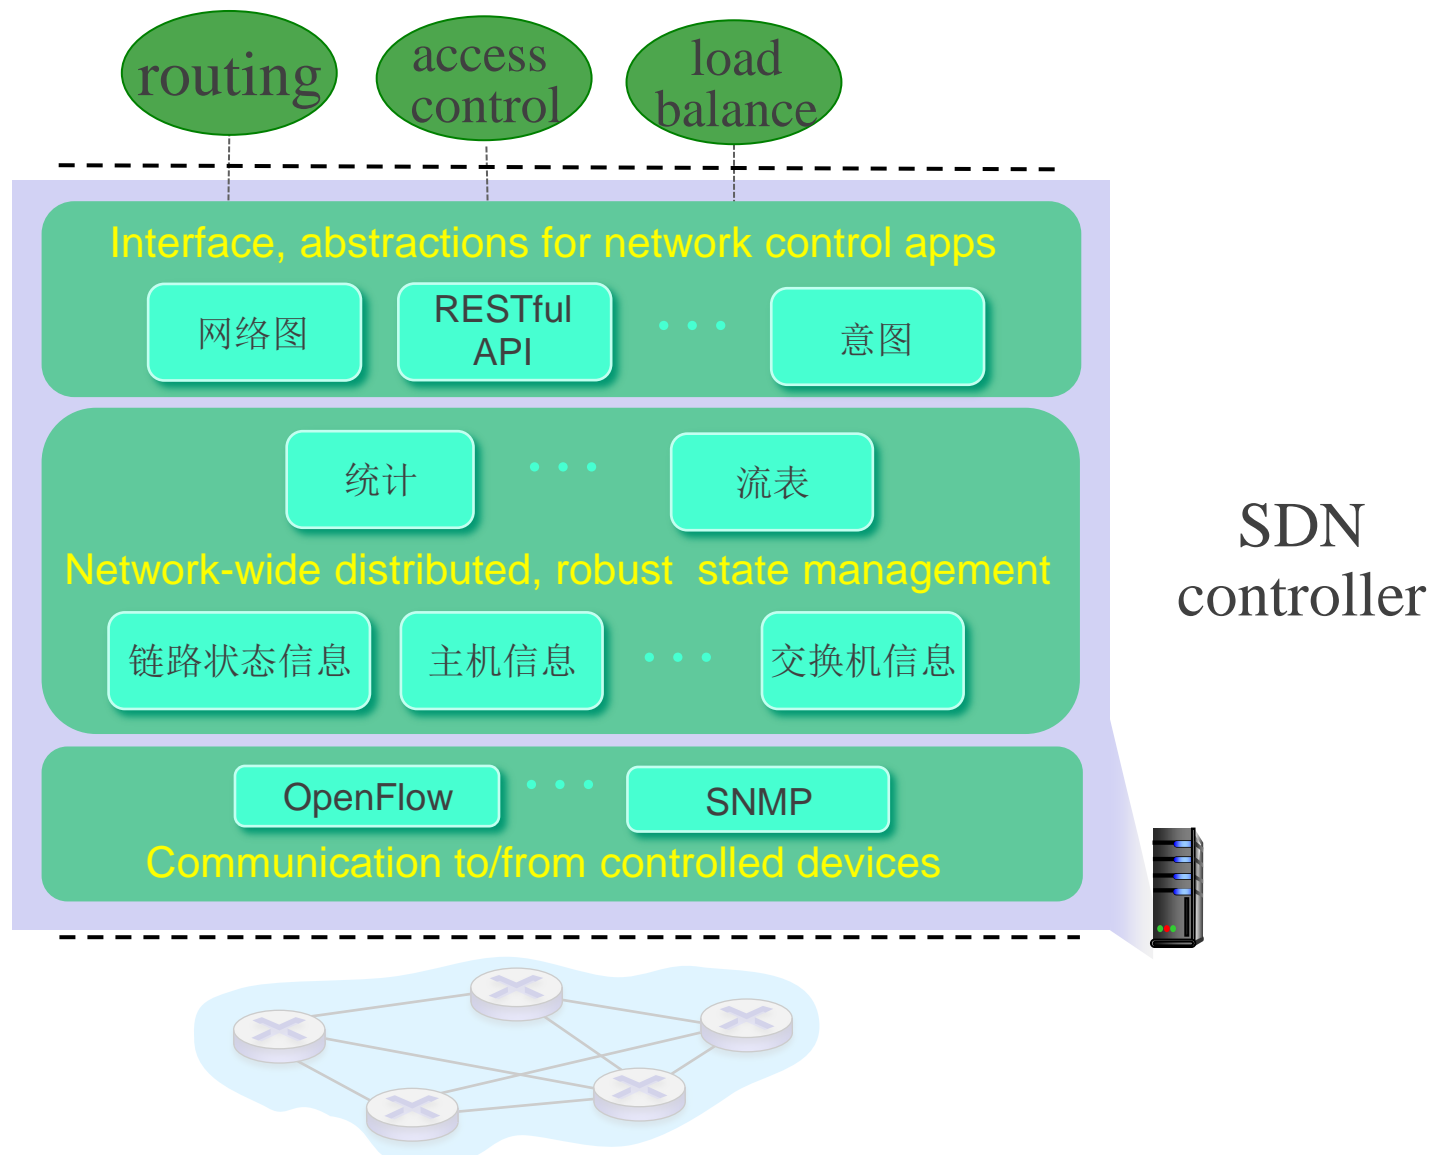 routing
access
control
load
balance
Interface, abstractions for network control apps
网络图
RESTful
API
· · ·
意图
统计
· · ·
流表
Network-wide distributed, robust state management
链路状态信息
主机信息
· · ·
交换机信息
OpenFlow
· · ·
SNMP
Communication to/from controlled devices
SDN
controller